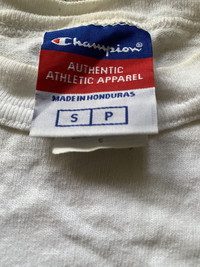 Champion
AUTHENTIC
ATHLETIC APPAREL
MADE IN HONDURAS
S P